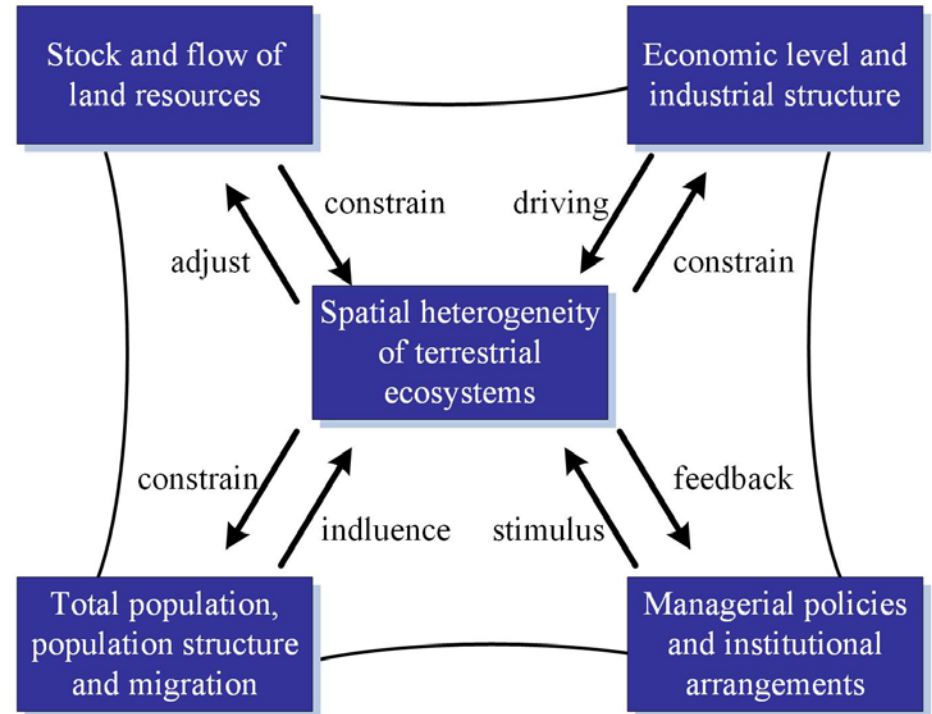 Stock and flow of
land resources
Economic level and
industrial structure
constrain
driving
adjust
constrain
Spatial heterogeneity
of terrestrial
ecosystems
constrain
feedback
indluence
stimulus
Total population,
population structure
and migration
Managerial policies
and institutional
arrangements